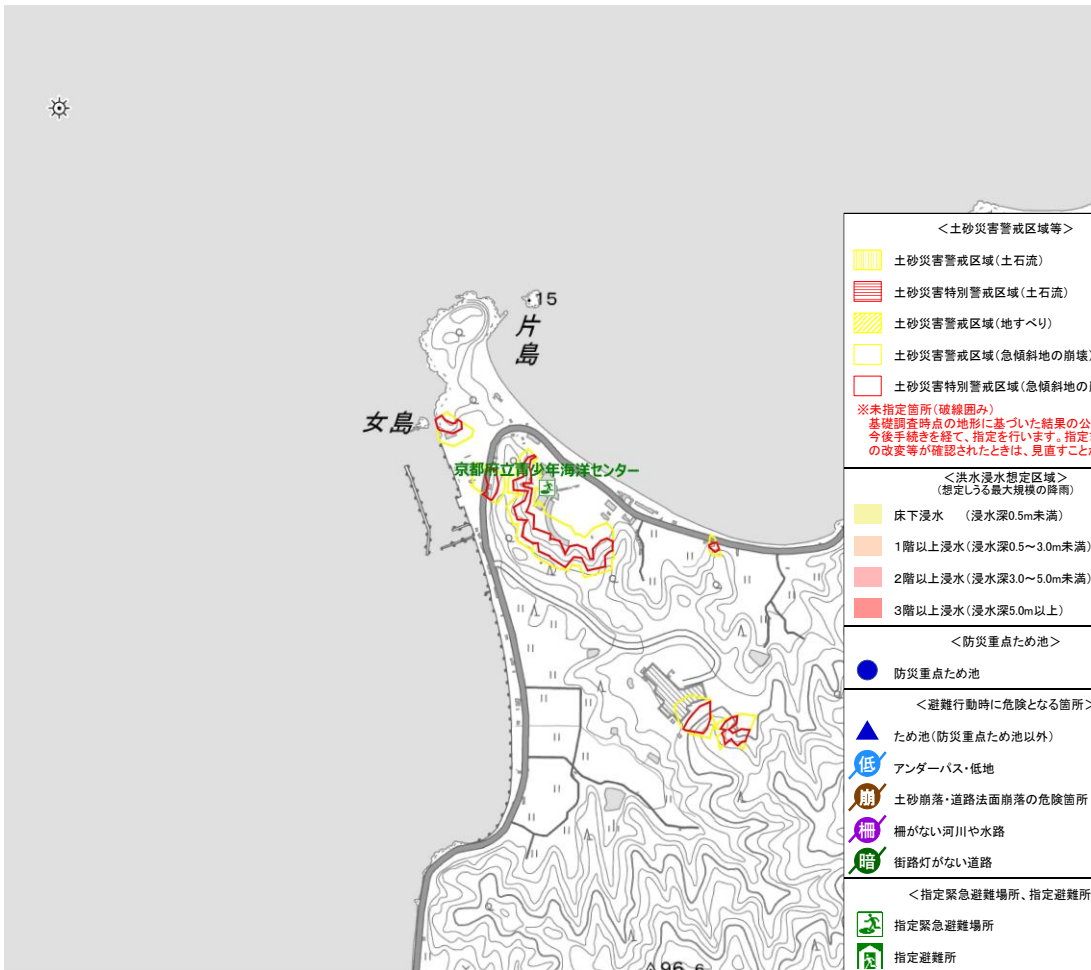 15
片島
女島
京都府立青少年海洋センター
96.6
＜土砂災害警戒区域等＞
土砂災害警戒区域（土石流）
土砂災害特別警戒区域（土石流）
土砂災害警戒区域（地すべり）
土砂災害警戒区域（急傾斜地の崩壊
土砂災害特別警戒区域（急傾斜地の
※未指定箇所（破線囲み）
基礎調査時点の地形に基づいた結果の公
今後手続きを経て、指定を行います。指定
の改変等が確認されたときは、見直すこと
＜洪水浸水想定区域＞
（想定しうる最大規模の降雨）
床下浸水　（浸水深0.5m未満）
1階以上浸水（浸水深0.5～3.0m未満）
2階以上浸水（浸水深3.0～5.0m未満）
3階以上浸水（浸水深5.0m以上）
＜防災重点ため池＞
防災重点ため池
＜避難行動時に危険となる箇所＞
ため池（防災重点ため池以外）
低 アンダーパス・低地
崩 土砂崩落・道路法面崩落の危険箇所
柵 柵がない河川や水路
暗 街路灯がない道路
＜指定緊急避難場所、指定避難所
指定緊急避難場所
指定避難所